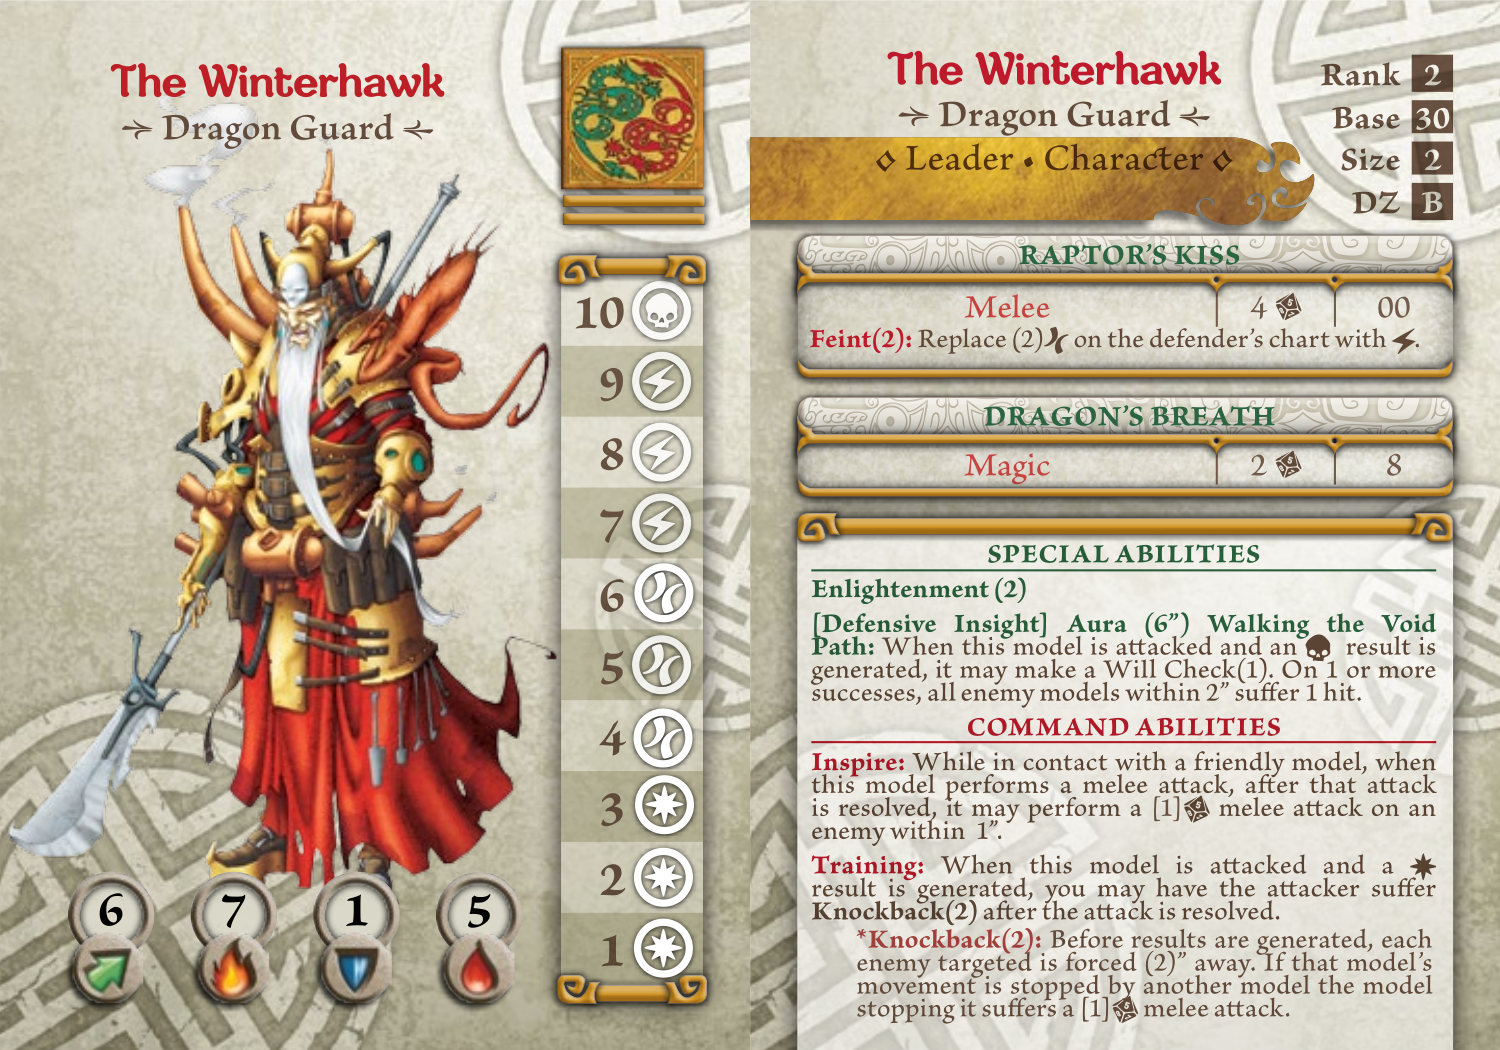 The Winterhawk
Dragon Guard
10
9
8
7
6
5
4
3
2
1
6
7
1
5
The Winterhawk
Dragon Guard
Leader • Character
Rank 2
Base 30
Size 2
DZ B
RAPTOR'S KISS
Melee 4 5 00
Feint(2): Replace (2) on the defender's chart with .
DRAGON'S BREATH
Magic 2 5 8
SPECIAL ABILITIES
Enlightenment (2)
[Defensive Insight] Aura (6”) Walking the Void
Path: When this model is attacked and an result is
generated, it may make a Will Check(1). On 1 or more
successes, all enemy models within 2” suffer 1 hit.
COMMAND ABILITIES
Inspire: While in contact with a friendly model, when
this model performs a melee attack, after that attack
is resolved, it may perform a [1] 5 melee attack on an
enemy within 1”.
Training: When this model is attacked and a
result is generated, you may have the attacker suffer
Knockback(2) after the attack is resolved.
*Knockback(2): Before results are generated, each
enemy targeted is forced (2)” away. If that model's
movement is stopped by another model the model
stopping it suffers a [1] 5 melee attack.